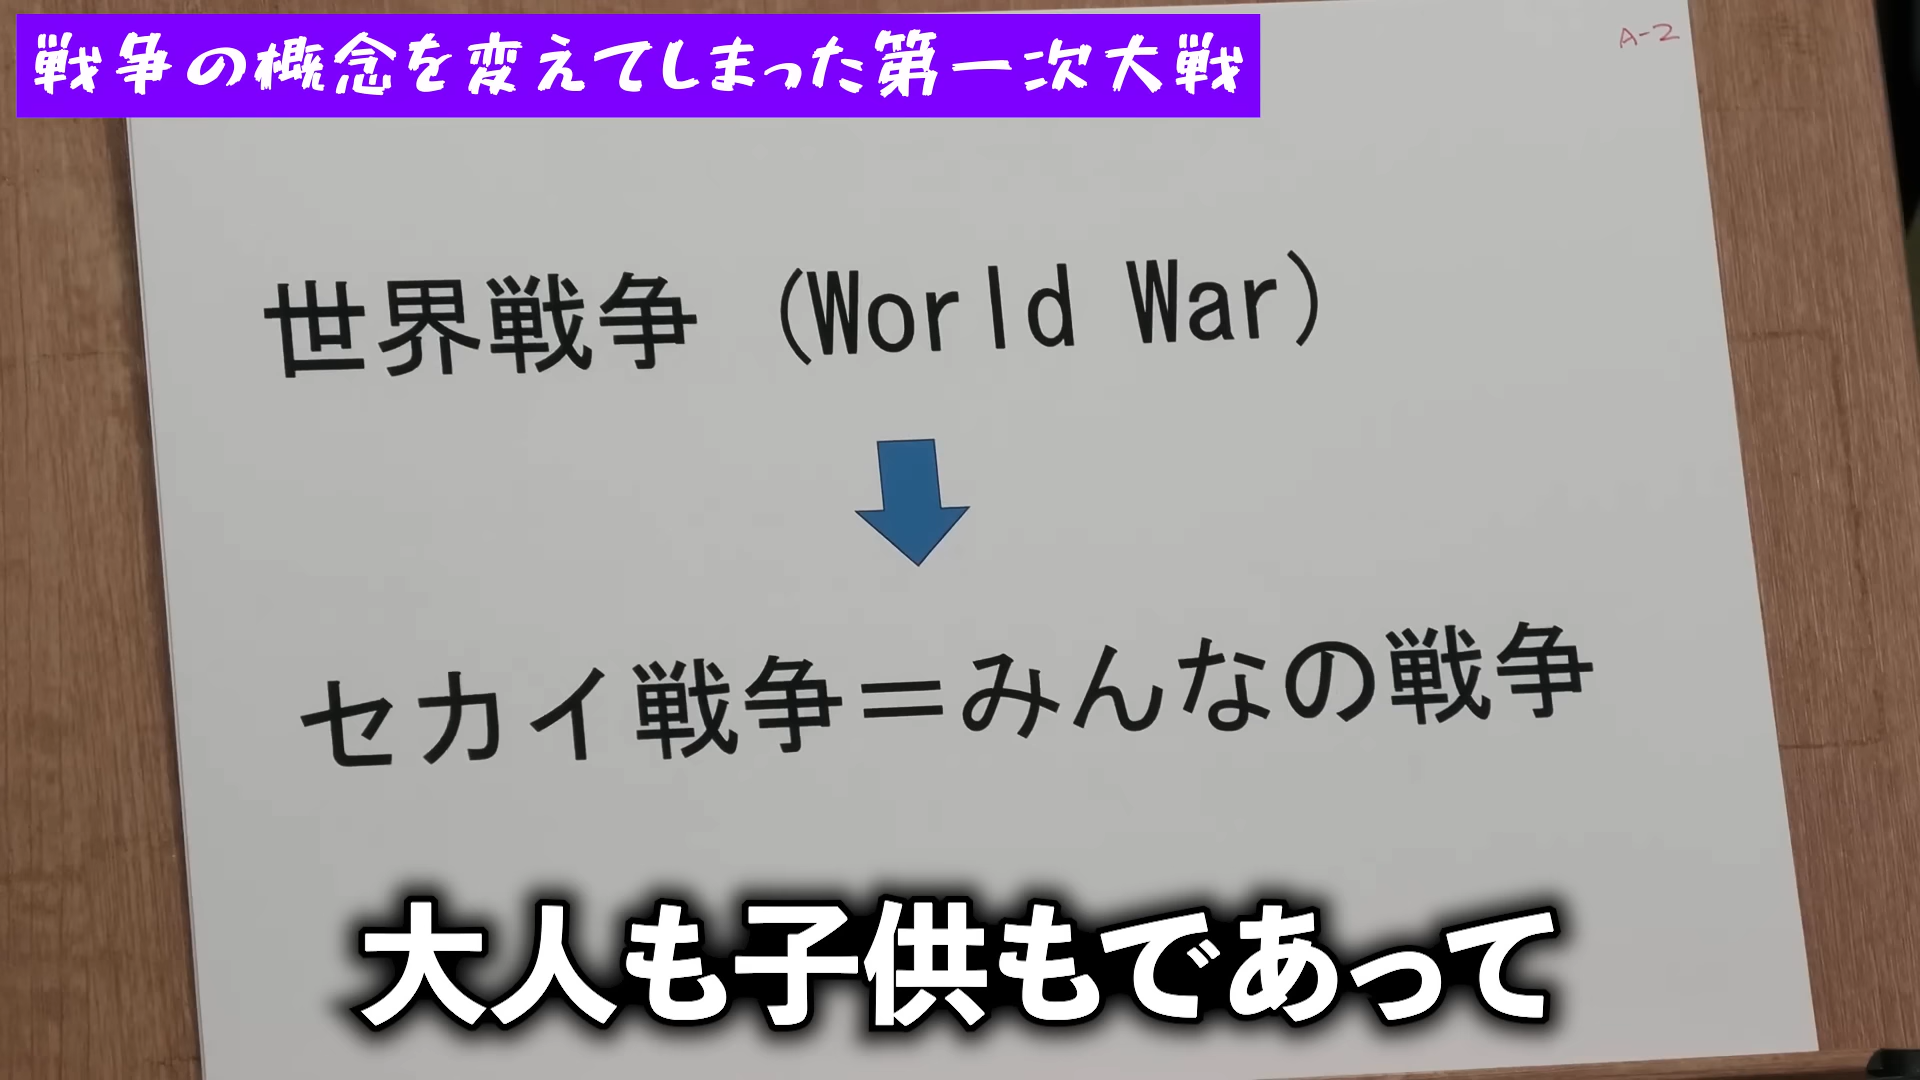 戦争の概念を変えてしまった第一次大戦
A-2
世界戦争 (World War)
セカイ戦争＝みんなの戦争
大人も子供もであって